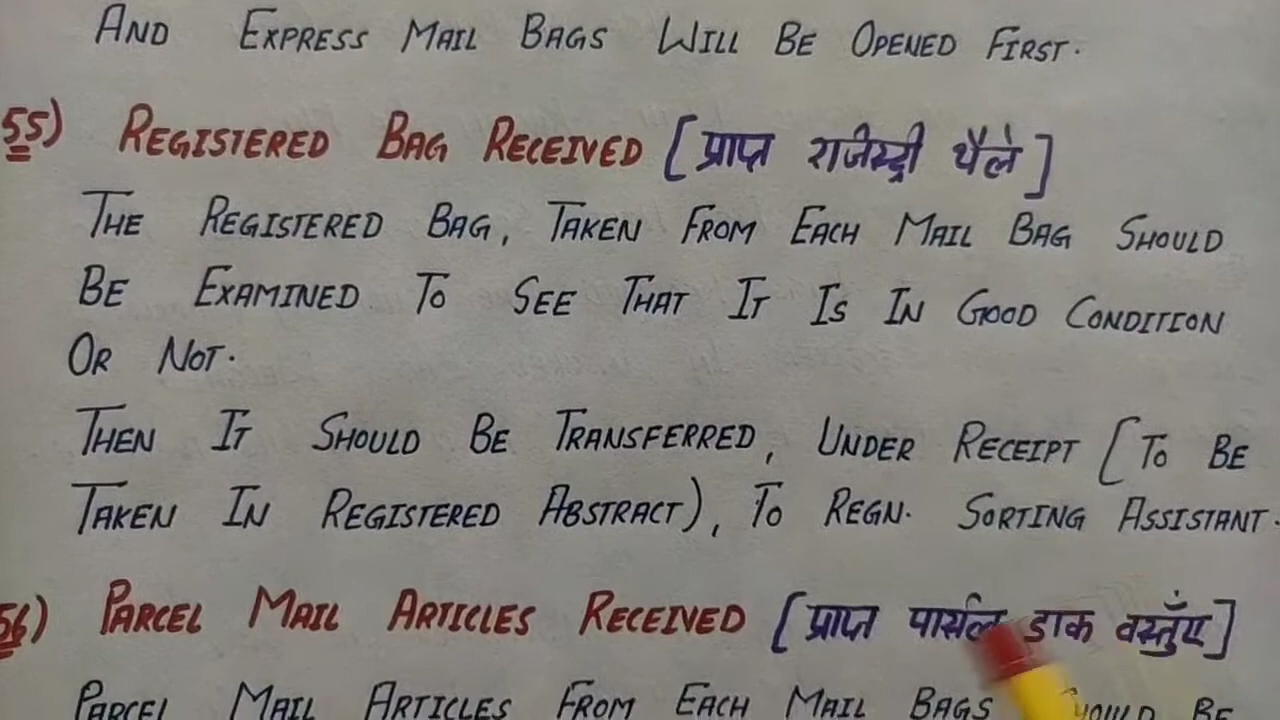 AND EXPRESS MAIL BAGS WILL BE OPENED FIRST.
55) REGISTERED BAG RECEIVED [प्राप्त राजिस्ट्री थैले]
THE REGISTERED BAG, TAKEN FROM EACH MAIL BAG SHOULD
BE EXAMINED TO SEE THAT IT IS IN GOOD CONDITION
OR NOT.
THEN IT SHOULD BE TRANSFERRED, UNDER RECEIPT [TO BE
TAKEN IN REGISTERED ABSTRACT), TO REGN. SORTING ASSISTANT.
56) PARCEL MAIL ARTICLES RECEIVED [प्राप्त पार्सल डाक वस्तुएँ]
PARCEL MAIL ARTICLES FROM EACH MAIL BAGS BE